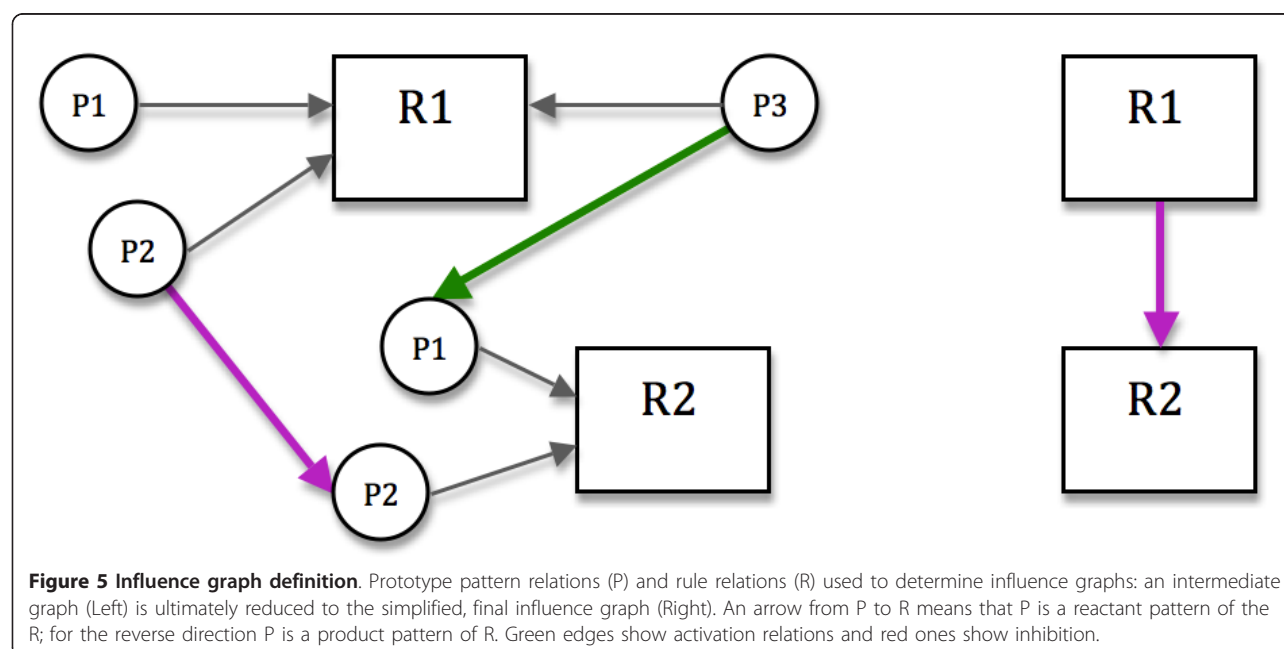 P1
R1
P3
R1
P2
P1
R2
R2
P2
Figure 5 Influence graph definition. Prototype pattern relations (P) and rule relations (R) used to determine influence graphs: an intermediate
graph (Left) is ultimately reduced to the simplified, final influence graph (Right). An arrow from P to R means that P is a reactant pattern of the
R; for the reverse direction P is a product pattern of R. Green edges show activation relations and red ones show inhibition.